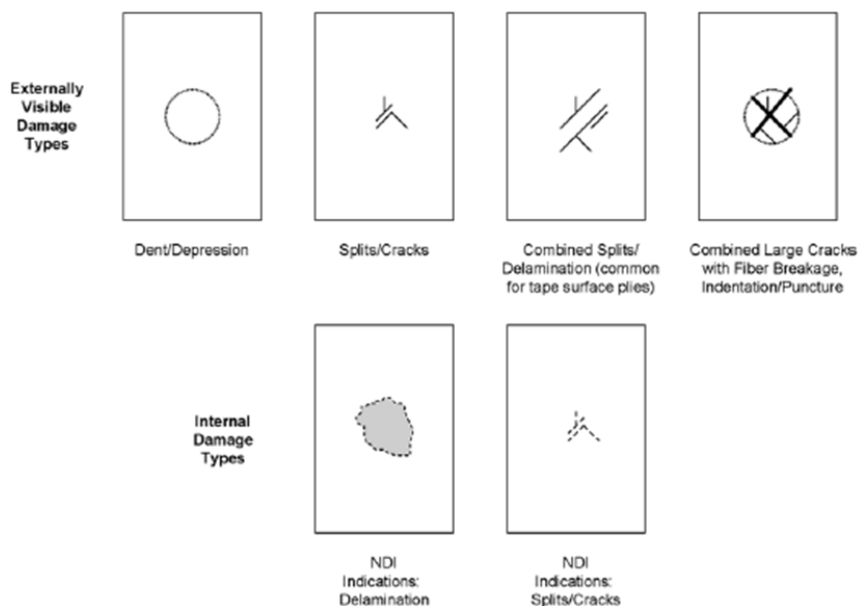 Externally
Visible
Damage
Types
Dent/Depression
Splits/Cracks
Combined Splits/
Delamination (common
for tape surface plies)
Combined Large Cracks
with Fiber Breakage,
Indentation/Puncture
Internal
Damage
Types
NDI
Indications:
Delamination
NDI
Indications:
Splits/Cracks